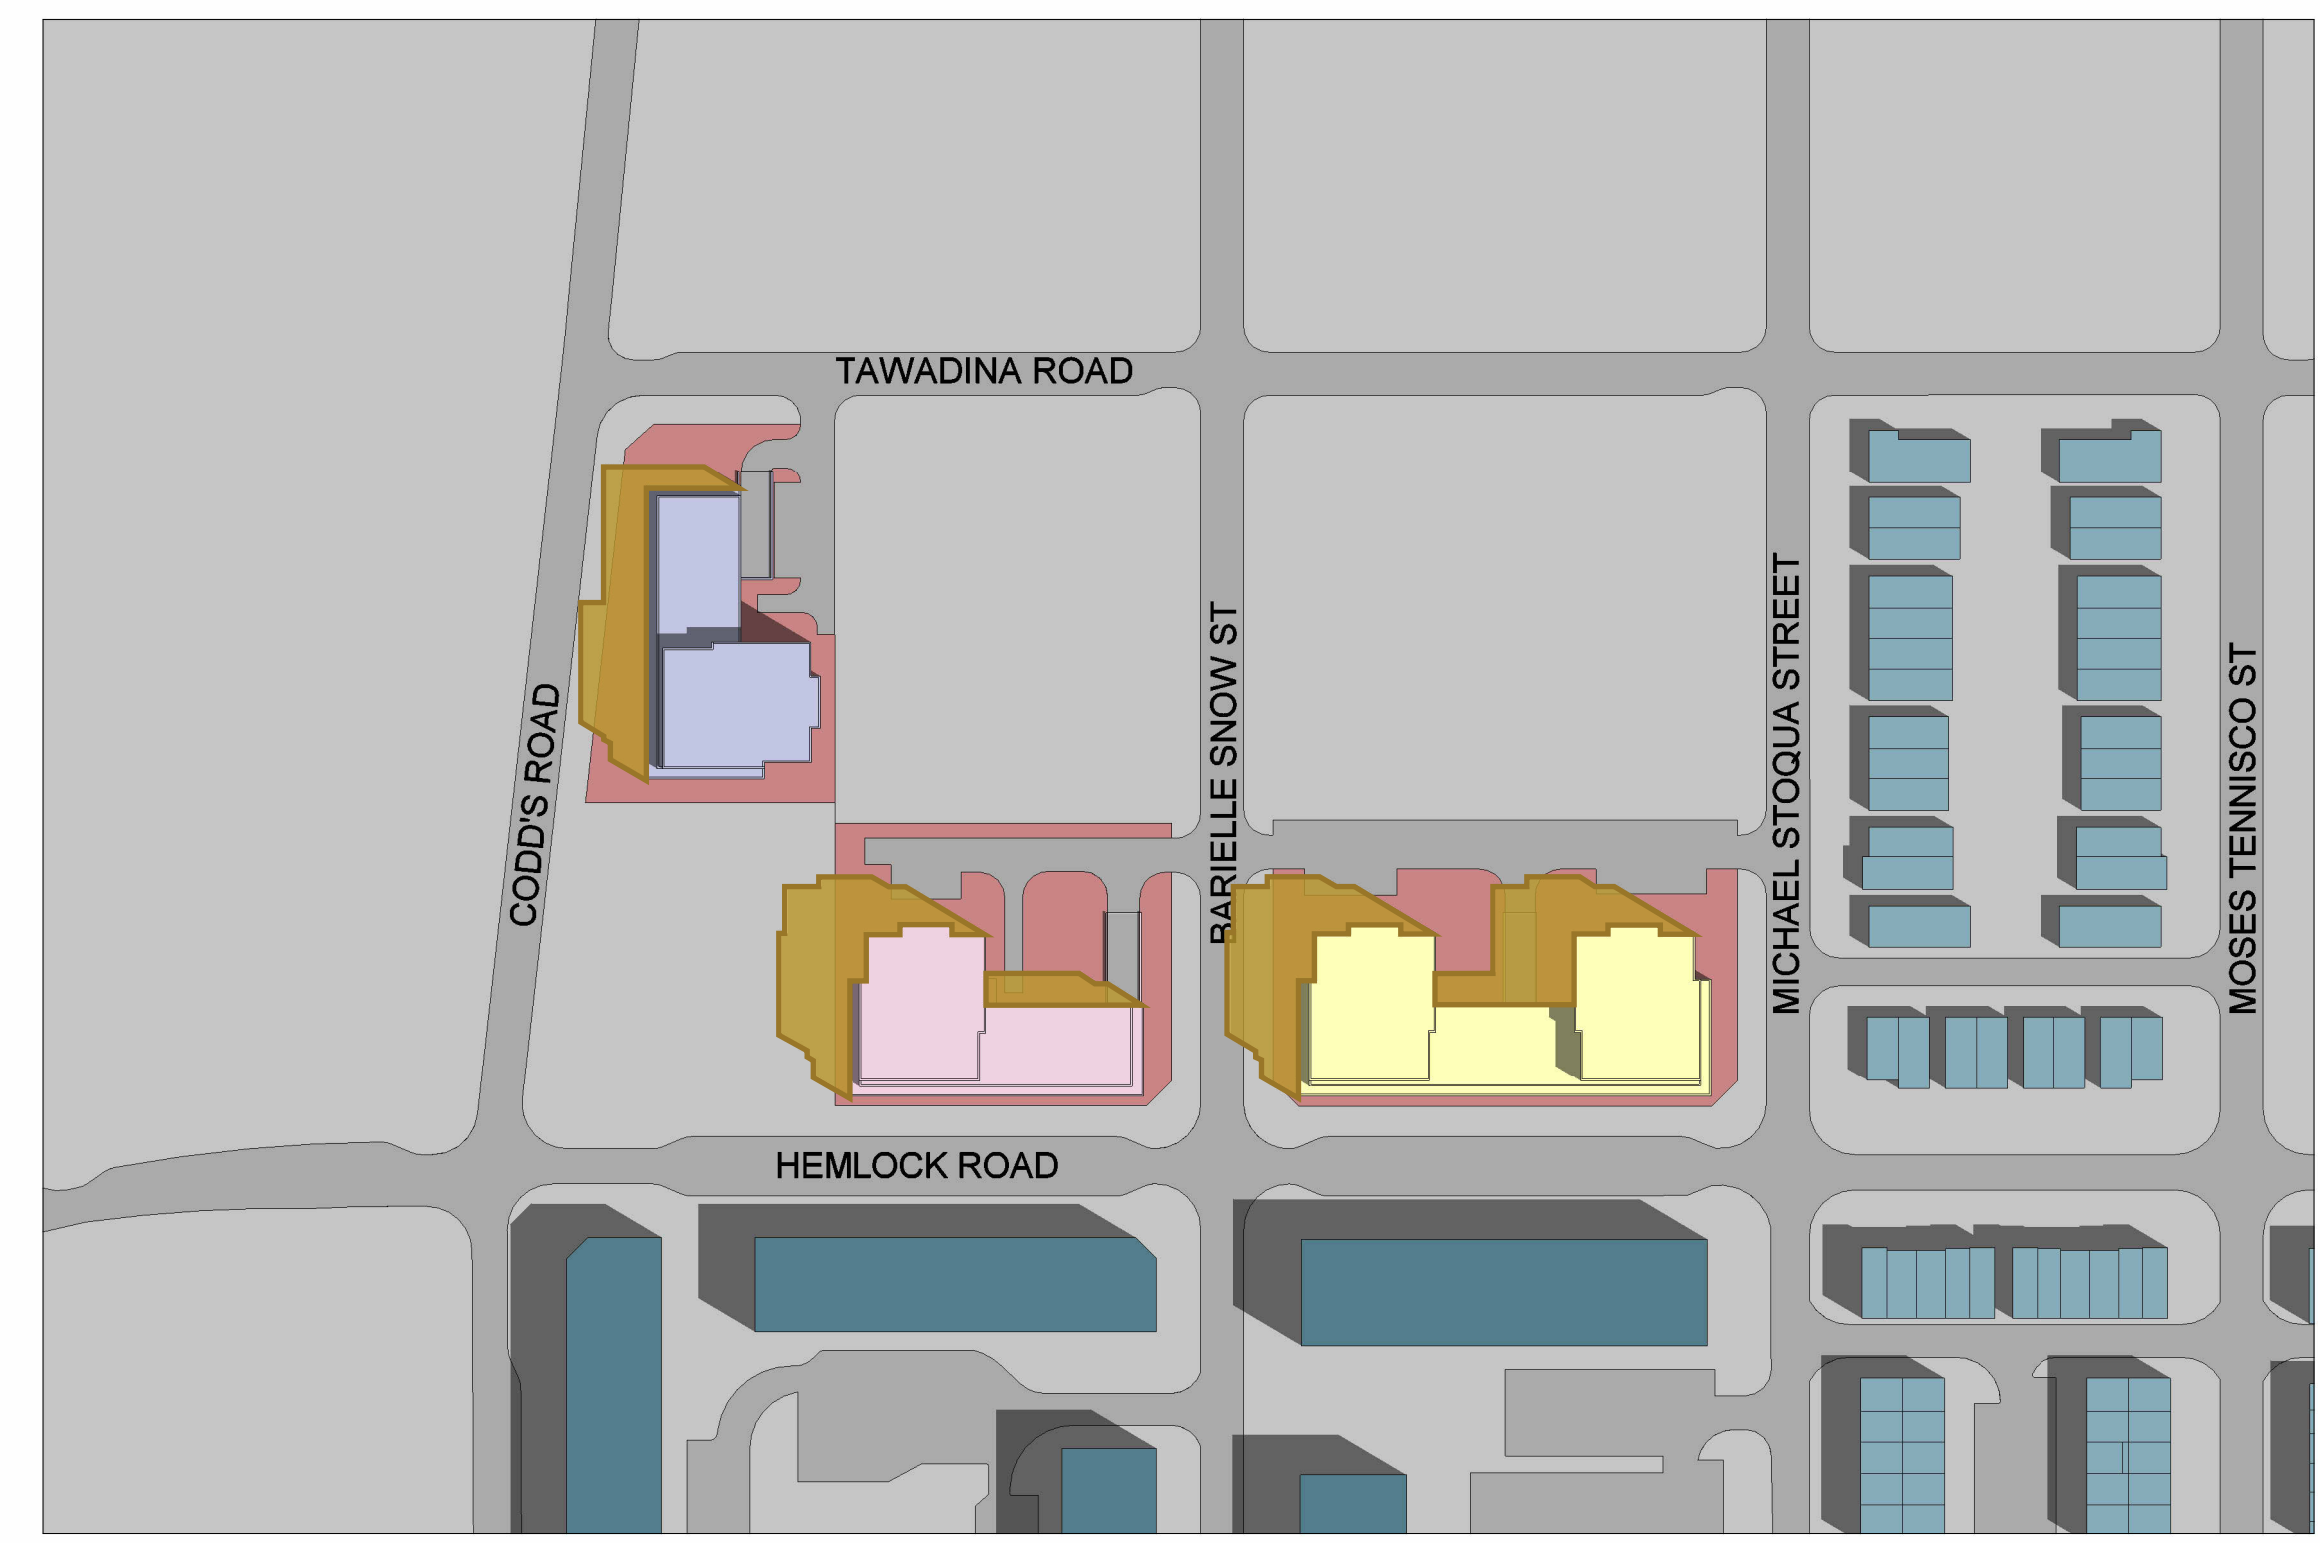 TAWADINA ROAD
BARIELLE SNOW ST
MICHAEL STOQUA STREET
MOSES TENNISCO ST
CODD'S ROAD
HEMLOCK ROAD